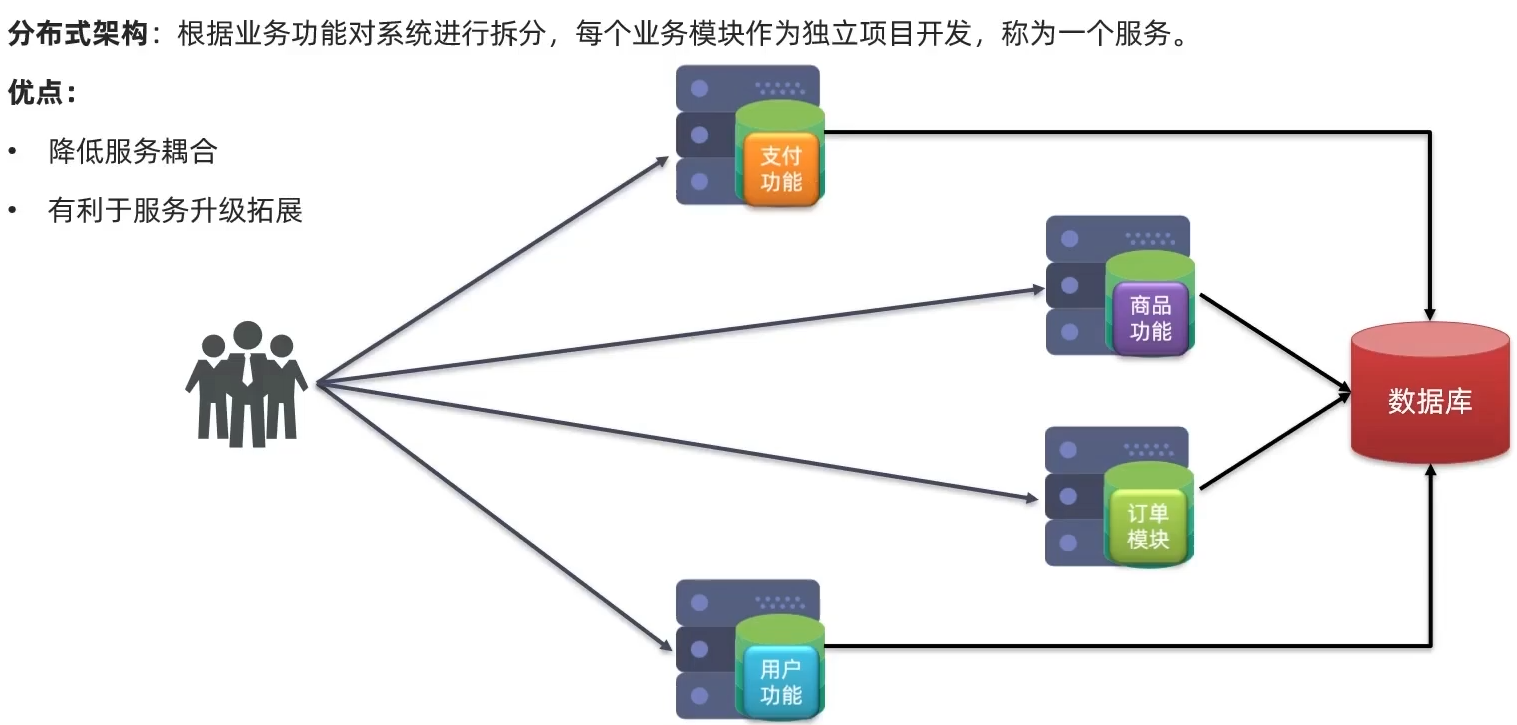 分布式架构：根据业务功能对系统进行拆分，每个业务模块作为独立项目开发，称为一个服务。
优点：
• 降低服务耦合
• 有利于服务升级拓展
支付
功能
商品
功能
数据库
订单
模块
用户
功能